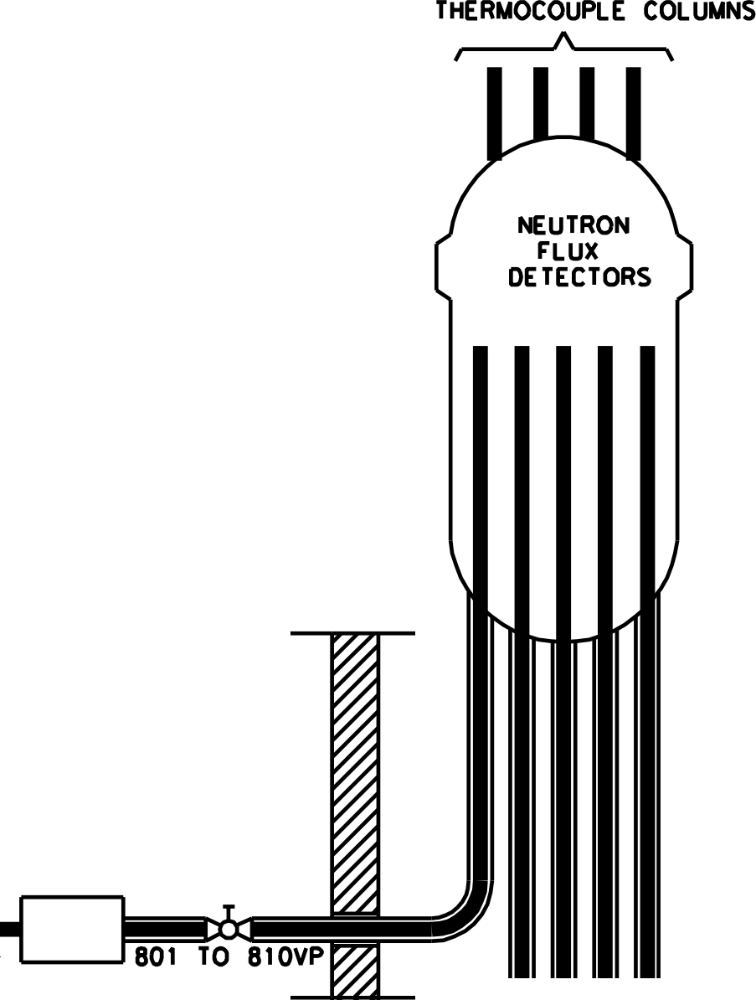 THERMOCOUPLE COLUMNS
NEUTRON
FLUX
DETECTORS
801 TO 810VP